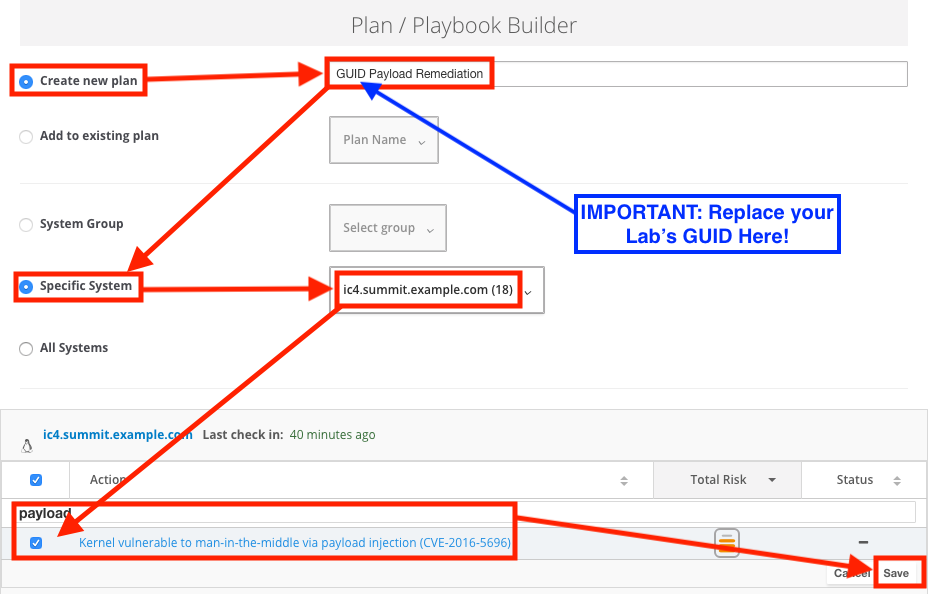 Plan / Playbook Builder
Create new plan
GUID Payload Remediation
Add to existing plan
Plan Name
System Group
Select group
IMPORTANT: Replace your
Lab's GUID Here!
Specific System
ic4.summit.example.com (18)
All Systems
ic4.summit.example.com Last check in: 40 minutes ago
Action Total Risk Status
payload
Kernel vulnerable to man-in-the-middle via payload injection (CVE-2016-5696)
Cancel Save